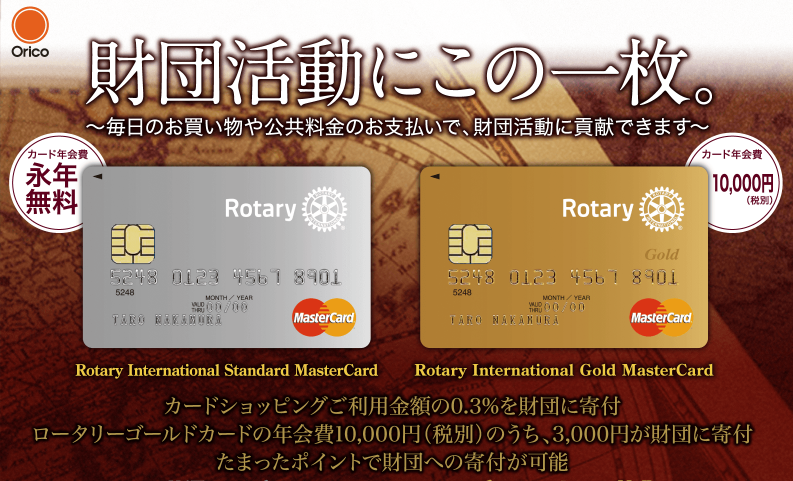 Orico
財団活動にこの一枚。
〜毎日のお買い物や公共料金のお支払いで、財団活動に貢献できます〜
カード年会費
永年
無料
カード年会費
10,000円
(税別)
Rotary
5248 0123 4567 8901
5248
MONTH/YEAR
VALID
THRU 00/00
TARO NAKAMURA
MasterCard
Rotary
Gold
5248 0123 4567 8901
5248
MONTH/YEAR
VALID
THRU 00/00
TARO NAKAMURA
MasterCard
Rotary International Standard MasterCard
Rotary International Gold MasterCard
カードショッピングご利用金額の0.3%を財団に寄付
ロータリーゴールドカードの年会費10,000円(税別)のうち、3,000円が財団に寄付
たまったポイントで財団への寄付が可能